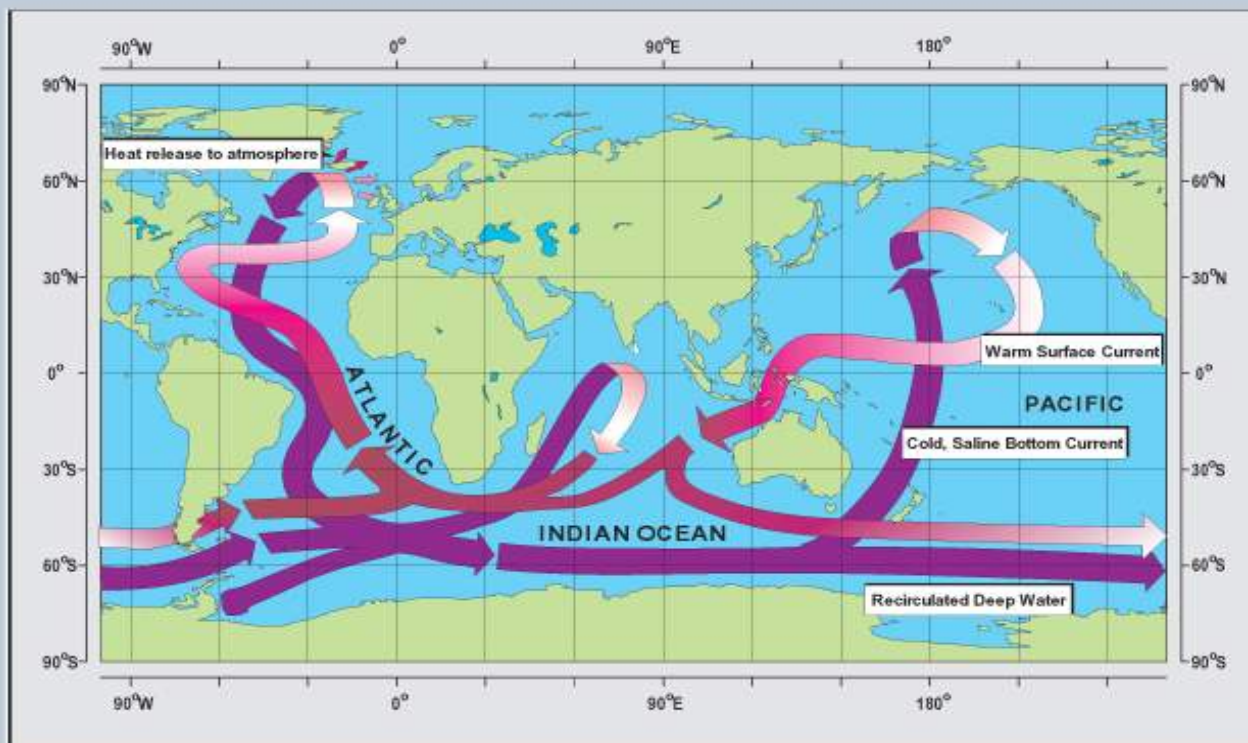 90°W 0° 90°E 180°
90°N 90°N
Heat release to atmosphere
60°N 60°N
30°N 30°N
Warm Surface Current
0° 0°
ATLANTIC
PACIFIC
Cold, Saline Bottom Current
30°S 30°S
INDIAN OCEAN
60°S 60°S
Recirculated Deep Water
90°S 90°S
90°W 0° 90°E 180°